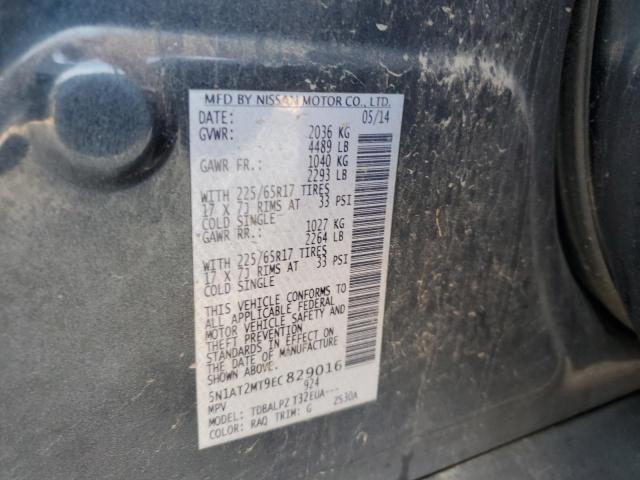 MFD BY NISSAN MOTOR CO., LTD.
DATE: 05/14
GVWR: 2036 KG
4489 LB
GAWR FR.: 1040 KG
2293 LB
WITH 225/65R17 TIRES
17 X 7J RIMS AT 33 PSI
COLD SINGLE
GAWR RR.: 1027 KG
2264 LB
WITH 225/65R17 TIRES
17 X 7J RIMS AT 33 PSI
COLD SINGLE
THIS VEHICLE CONFORMS TO
ALL APPLICABLE FEDERAL
MOTOR VEHICLE SAFETY AND
THEFT PREVENTION
STANDARDS IN EFFECT ON
THE DATE OF MANUFACTURE
SHOWN ABOVE.
5N1AT2MT9EC829016
MPV 924
MODEL: TDBALPZ T32EUA---
COLOR: RAQ TRIM: G 2530A